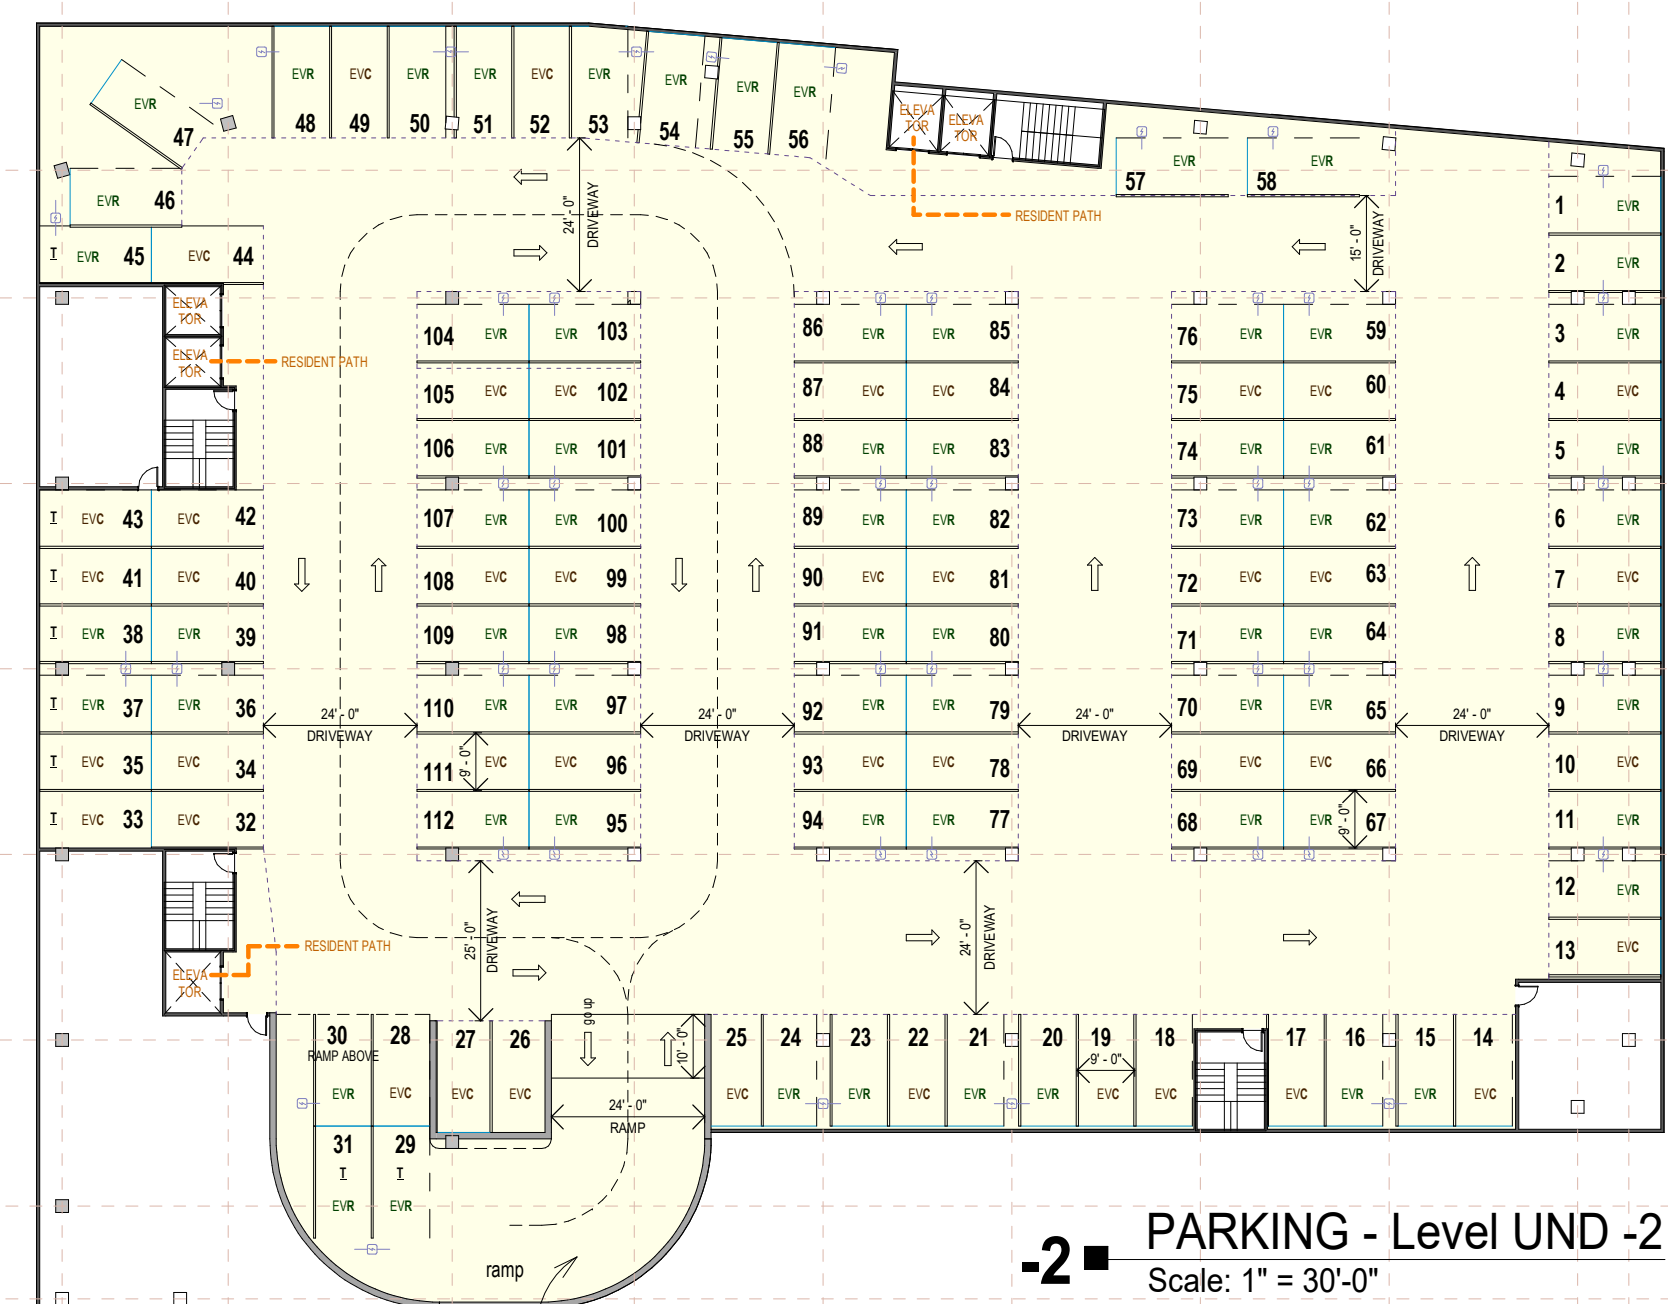 EVR EVC EVR EVR EVC EVR EVR EVR EVR
48 49 50 51 52 53 54 55 56
EVR
47
EVR 46
T EVR 45 EVC 44
ELEVA
TOR
ELEVA
TOR
RESIDENT PATH
EVR
57
EVR
58
24' - 0"
DRIVEWAY
15' - 0"
DRIVEWAY
1 EVR
2 EVR
3 EVR
4 EVC
5 EVR
6 EVR
7 EVC
8 EVR
9 EVR
10 EVC
11 EVR
12 EVR
13 EVC
ELEVA
TOR
ELEVA
TOR
RESIDENT PATH
104 EVR EVR 103
105 EVC EVC 102
106 EVR EVR 101
107 EVR EVR 100
108 EVC EVC 99
109 EVR EVR 98
110 EVR EVR 97
111 EVC EVC 96
9' - 0"
112 EVR EVR 95
86 EVR EVR 85
87 EVC EVC 84
88 EVR EVR 83
89 EVR EVR 82
90 EVC EVC 81
91 EVR EVR 80
92 EVR EVR 79
93 EVC EVC 78
94 EVR EVR 77
76 EVR EVR 59
75 EVC EVC 60
74 EVR EVR 61
73 EVR EVR 62
72 EVC EVC 63
71 EVR EVR 64
70 EVR EVR 65
69 EVC EVC 66
68 EVR EVR 67
9' - 0"
T EVC 43 EVC 42
T EVC 41 EVC 40
T EVR 38 EVR 39
T EVR 37 EVR 36
T EVC 35 EVC 34
T EVC 33 EVC 32
24' - 0"
DRIVEWAY
24' - 0"
DRIVEWAY
24' - 0"
DRIVEWAY
24' - 0"
DRIVEWAY
RESIDENT PATH
ELEVA
TOR
25' - 0"
DRIVEWAY
24' - 0"
DRIVEWAY
30 28 27 26
RAMP ABOVE
EVR EVC EVC EVC
31 29
T T
EVR EVR
go up
10' - 0"
24' - 0"
RAMP
ramp
25 24 23 22 21 20 19 18 17 16 15 14
9' - 0"
EVC EVR EVR EVC EVR EVR EVC EVC EVC EVR EVR EVC
-2 PARKING - Level UND -2
Scale: 1" = 30'-0"